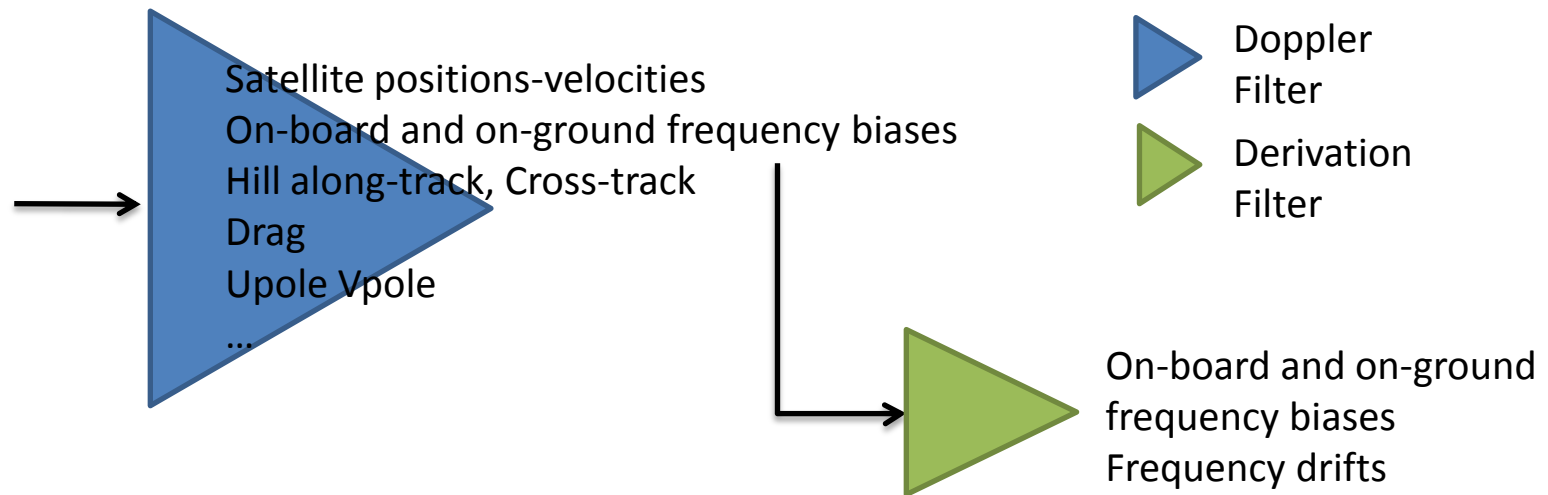 Satellite positions-velocities
On-board and on-ground frequency biases
Hill along-track, Cross-track
Drag
Upole Vpole
...
Doppler
Filter
Derivation
Filter
On-board and on-ground
frequency biases
Frequency drifts